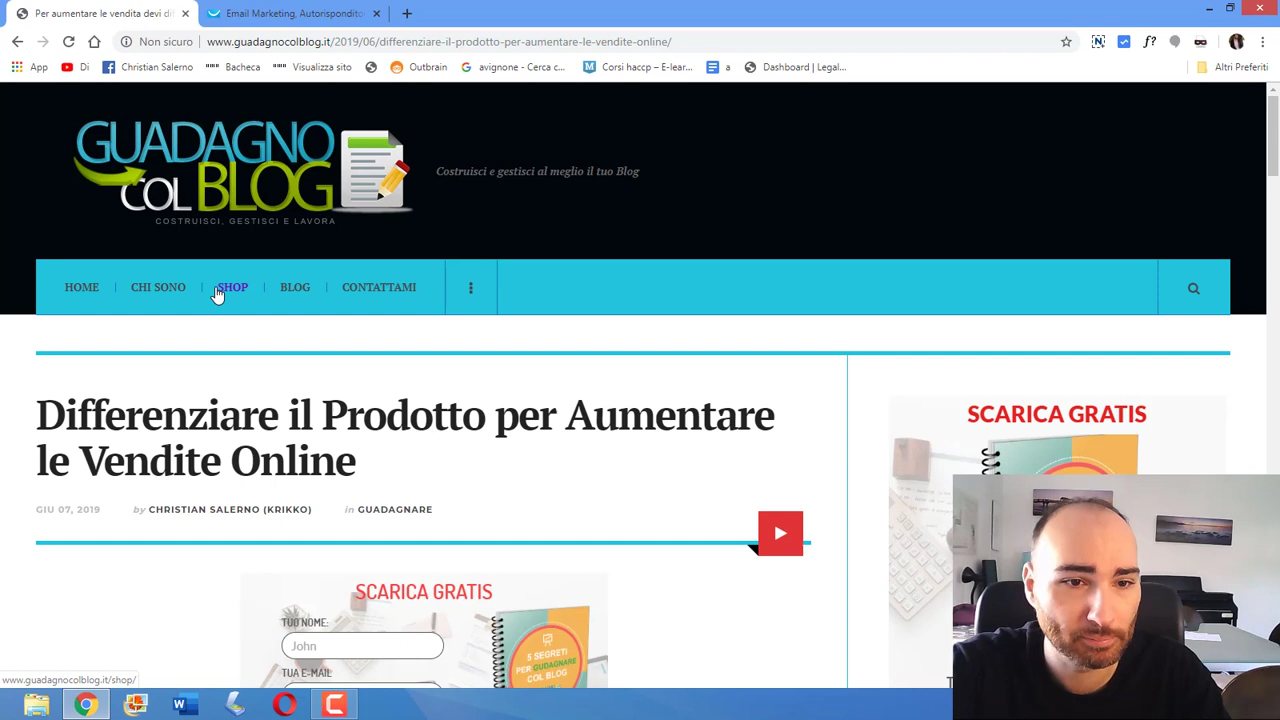 Per aumentare le vendita devi di
Email Marketing, Autorispondito
Non sicuro
www.guadagnocolblog.it/2019/06/differenziare-il-prodotto-per-aumentare-le-vendite-online/
App
Di
Christian Salerno
Bacheca
Visualizza sito
Outbrain
avignone - Cerca c...
Corsi haccp – E-lear...
a
Dashboard | Legal...
Altri Preferiti
GUADAGNO
COL BLOG
COSTRUISCI, GESTISCI E LAVORA
Costruisci e gestisci al meglio il tuo Blog
HOME
CHI SONO
SHOP
BLOG
CONTATTAMI
Differenziare il Prodotto per Aumentare
le Vendite Online
GIU 07, 2019 by CHRISTIAN SALERNO (KRIKKO) in GUADAGNARE
SCARICA GRATIS
TUO NOME:
John
TUA E-MAIL
5 SEGRETI
PER GUDAGNARE
COL BLOG
SCARICA GRATIS
www.guadagnocolblog.it/shop/